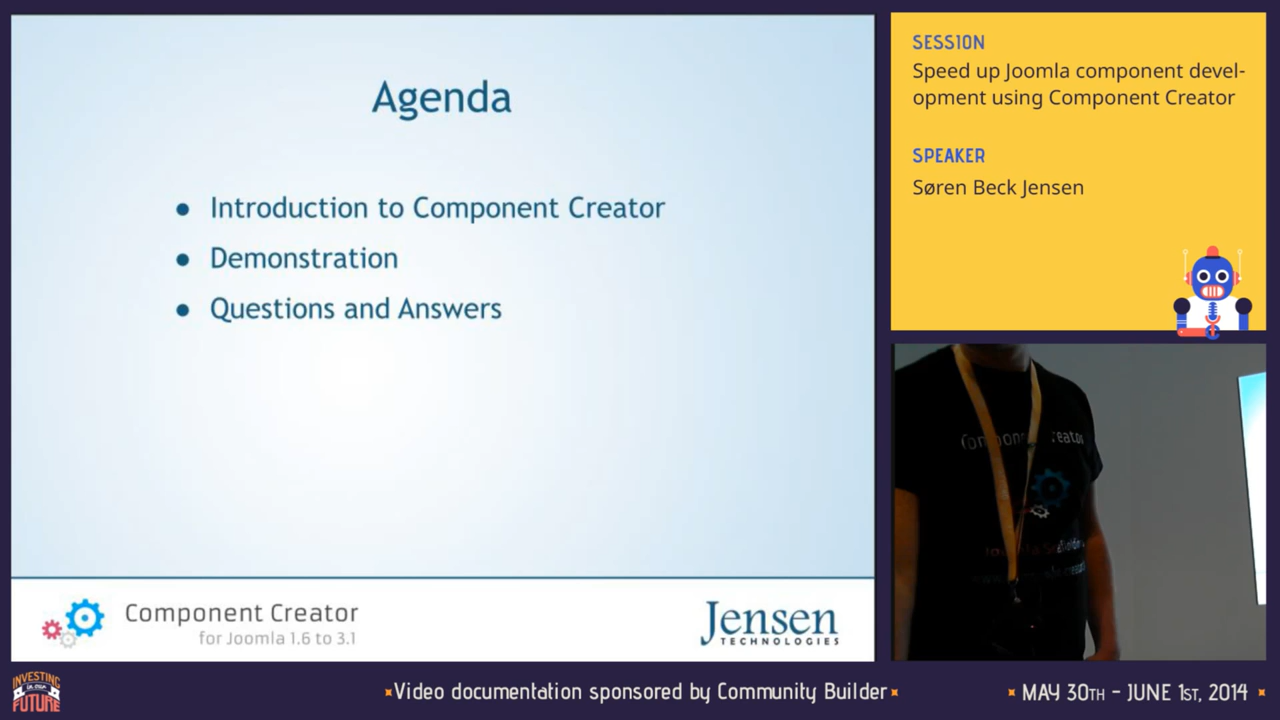 Agenda
● Introduction to Component Creator
● Demonstration
● Questions and Answers
Component Creator
for Joomla 1.6 to 3.1
Jensen
TECHNOLOGIES
SESSION
Speed up Joomla component devel-
opment using Component Creator
SPEAKER
Søren Beck Jensen
INVESTING
IN OUR
FUTURE
Video documentation sponsored by Community Builder
MAY 30TH - JUNE 1ST, 2014